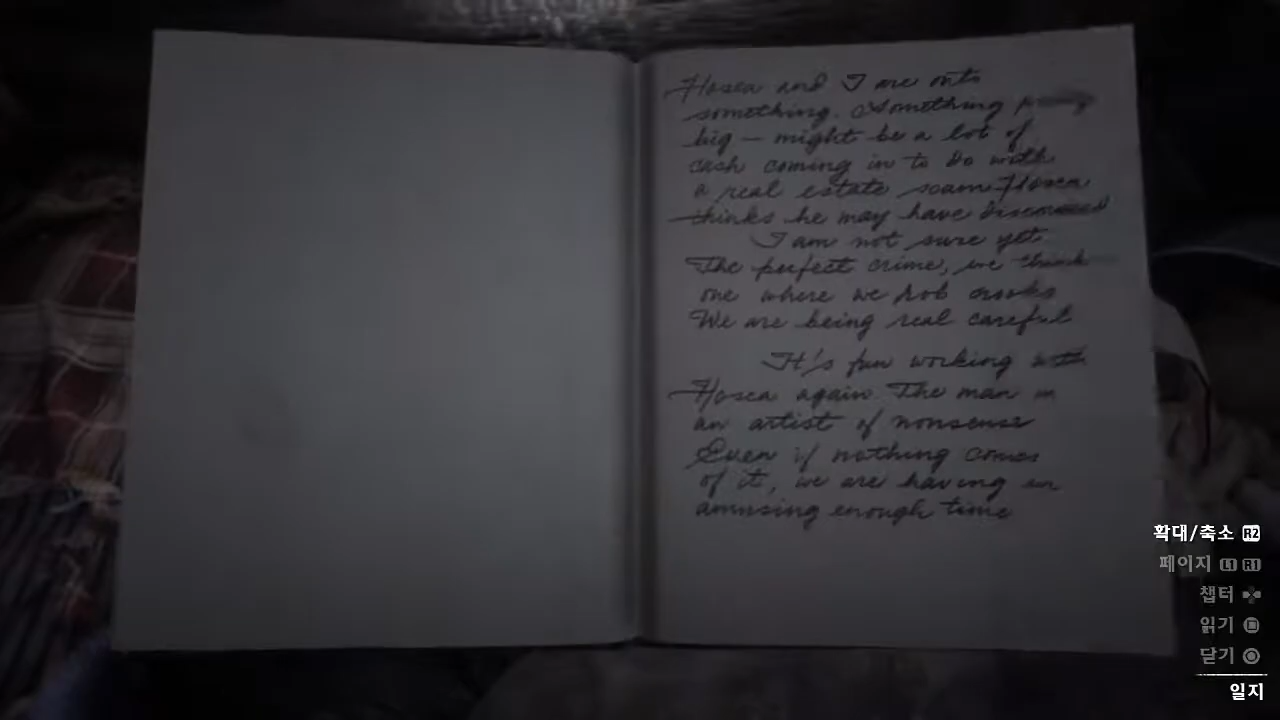 Hosea and I are onto
something. Something
big — might be a lot of
cash coming in to do with
a real estate scam. Hosea
thinks he may have
I am not sure yet.
The perfect crime, we think
one where we rob crooks
We are being real careful
It's fun working with
Hosea again. The man is
an artist of nonsense
Even if nothing comes
of it, we are having an
amusing enough time
확대/축소 R2
페이지 L1 R1
챕터
읽기
닫기
일지